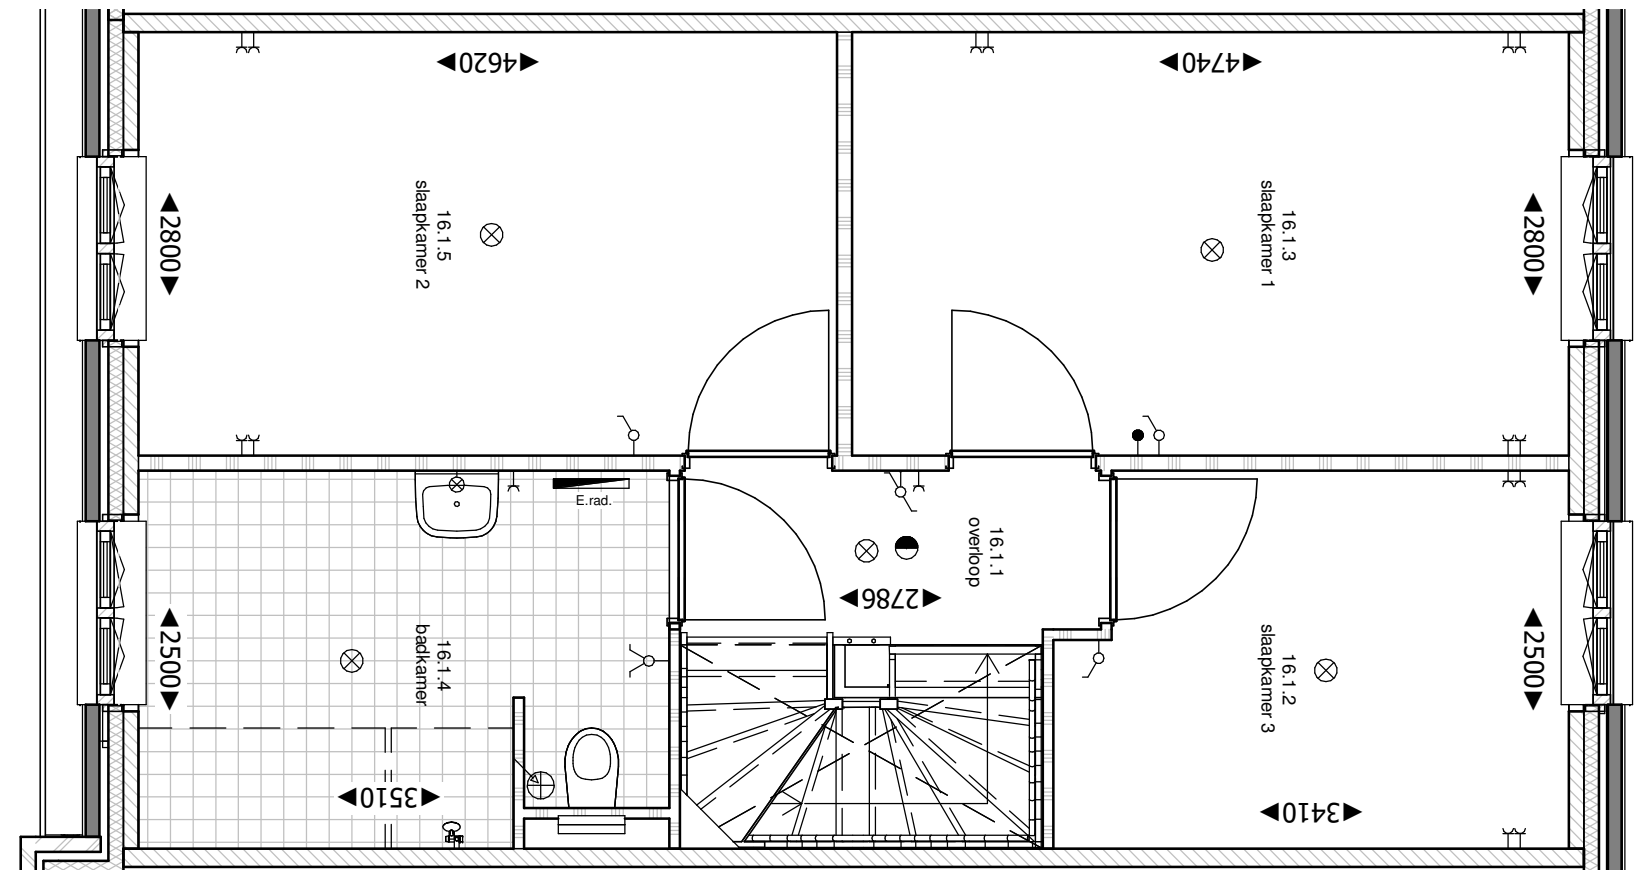 4620
4740
2800
16.1.5
slaapkamer 2
16.1.3
slaapkamer 1
2800
E.rad.
16.1.1
overloop
2786
2500
16.1.4
badkamer
16.1.2
slaapkamer 3
2500
3510
3410